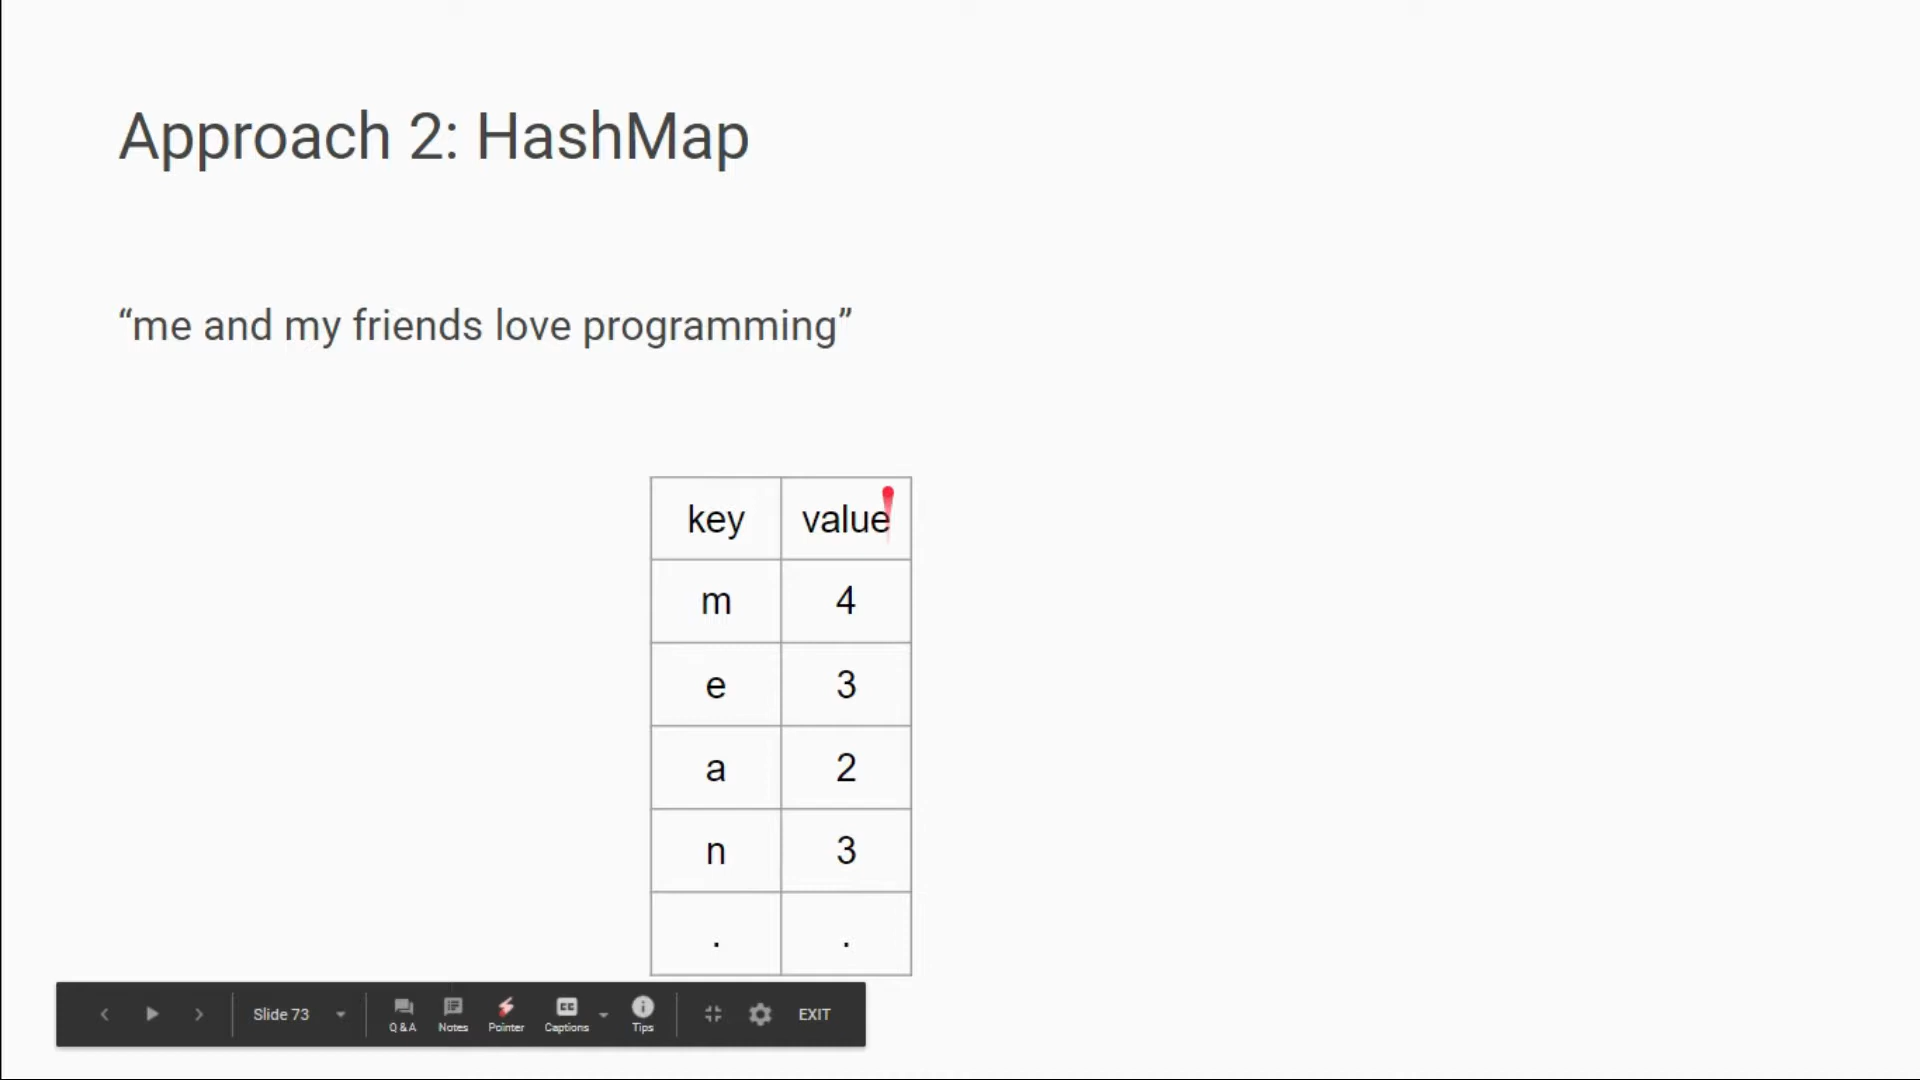 Approach 2: HashMap
“me and my friends love programming”
key value
m 4
e 3
a 2
n 3
. .
Slide 73 Q&A Notes Pointer CC Captions Tips EXIT